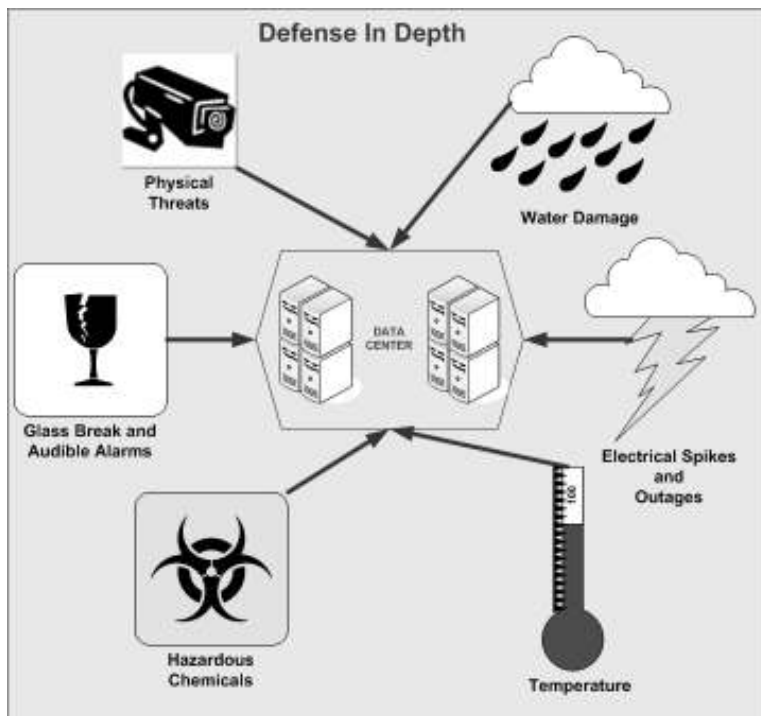 Defense In Depth
Physical
Threats
Water Damage
DATA
CENTER
Glass Break and
Audible Alarms
Electrical Spikes
and
Outages
100
Hazardous
Chemicals
Temperature